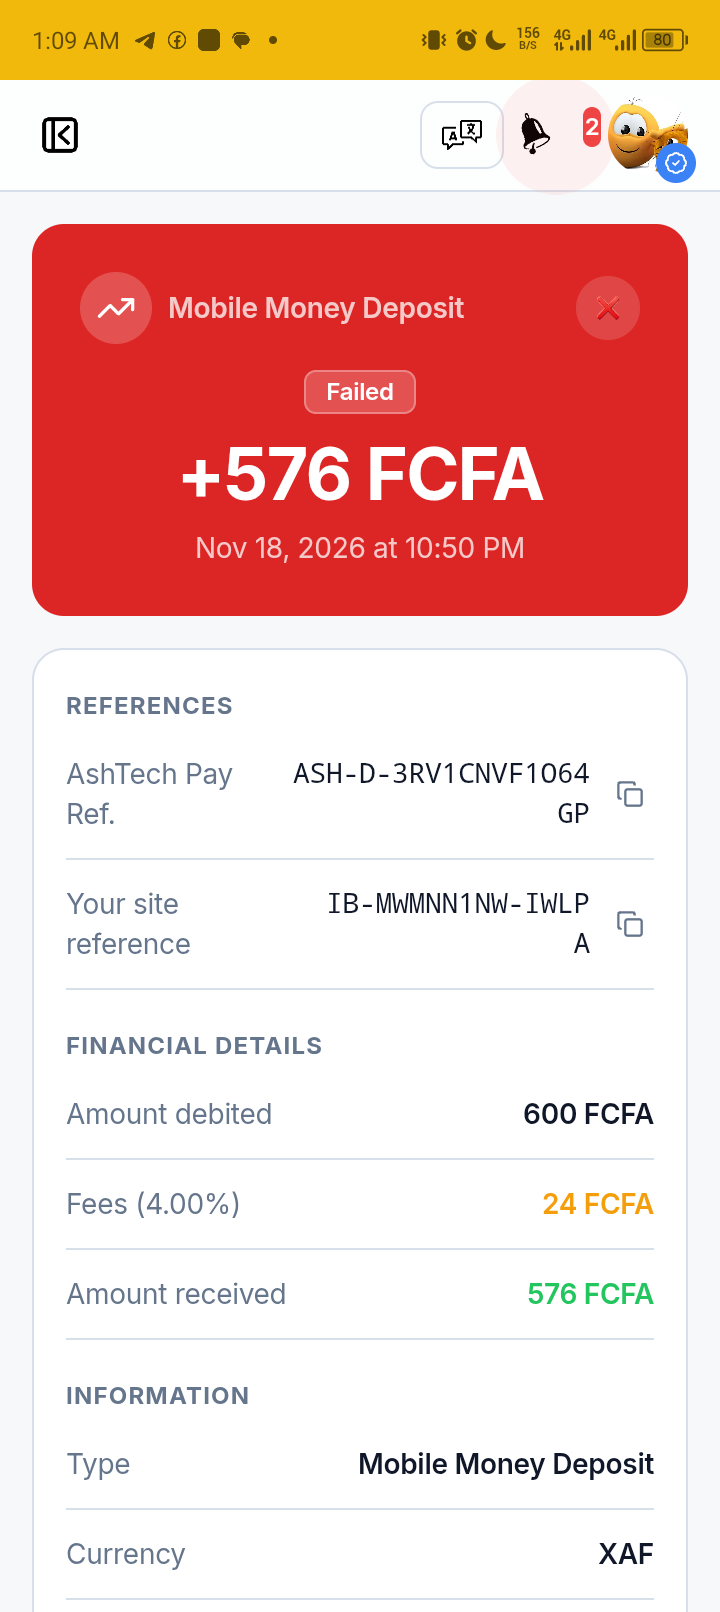 1:09 AM
156
B/S
4G
4G
80
2
Mobile Money Deposit
Failed
+576 FCFA
Nov 18, 2026 at 10:50 PM
REFERENCES
AshTech Pay
Ref.
ASH-D-3RV1CNVF1O64
GP
Your site
reference
IB-MWMNN1NW-IWLP
A
FINANCIAL DETAILS
Amount debited
600 FCFA
Fees (4.00%)
24 FCFA
Amount received
576 FCFA
INFORMATION
Type
Mobile Money Deposit
Currency
XAF